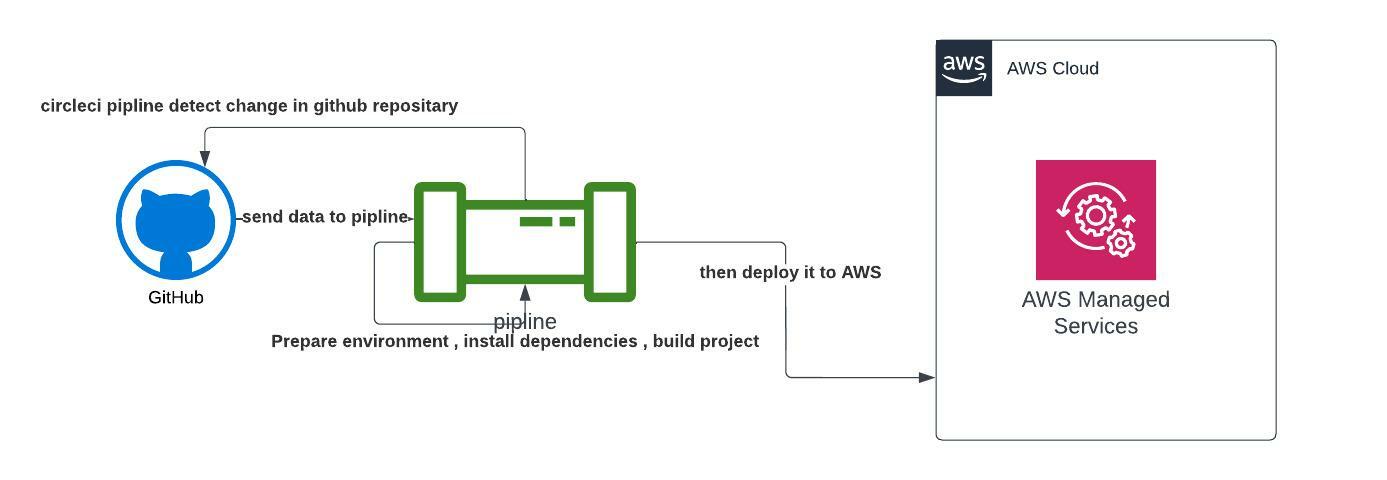 aws
AWS Cloud
circleci pipline detect change in github repositary
send data to pipline
GitHub
then deploy it to AWS
AWS Managed
Services
pipline
Prepare environment , install dependencies , build project